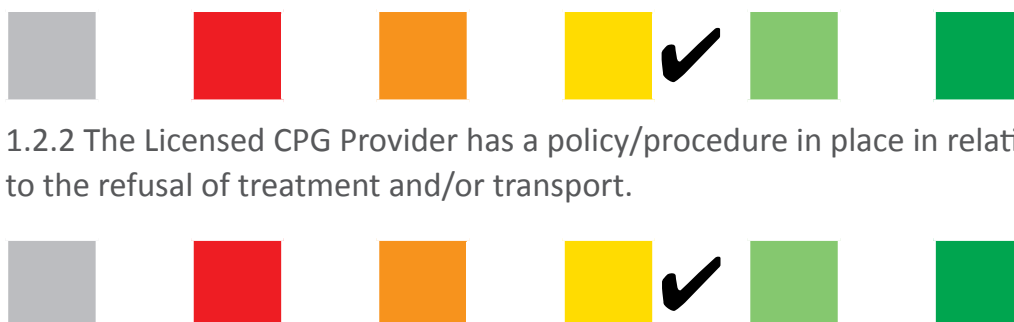 1.2.2 The Licensed CPG Provider has a policy/procedure in place in
to the refusal of treatment and/or transport.